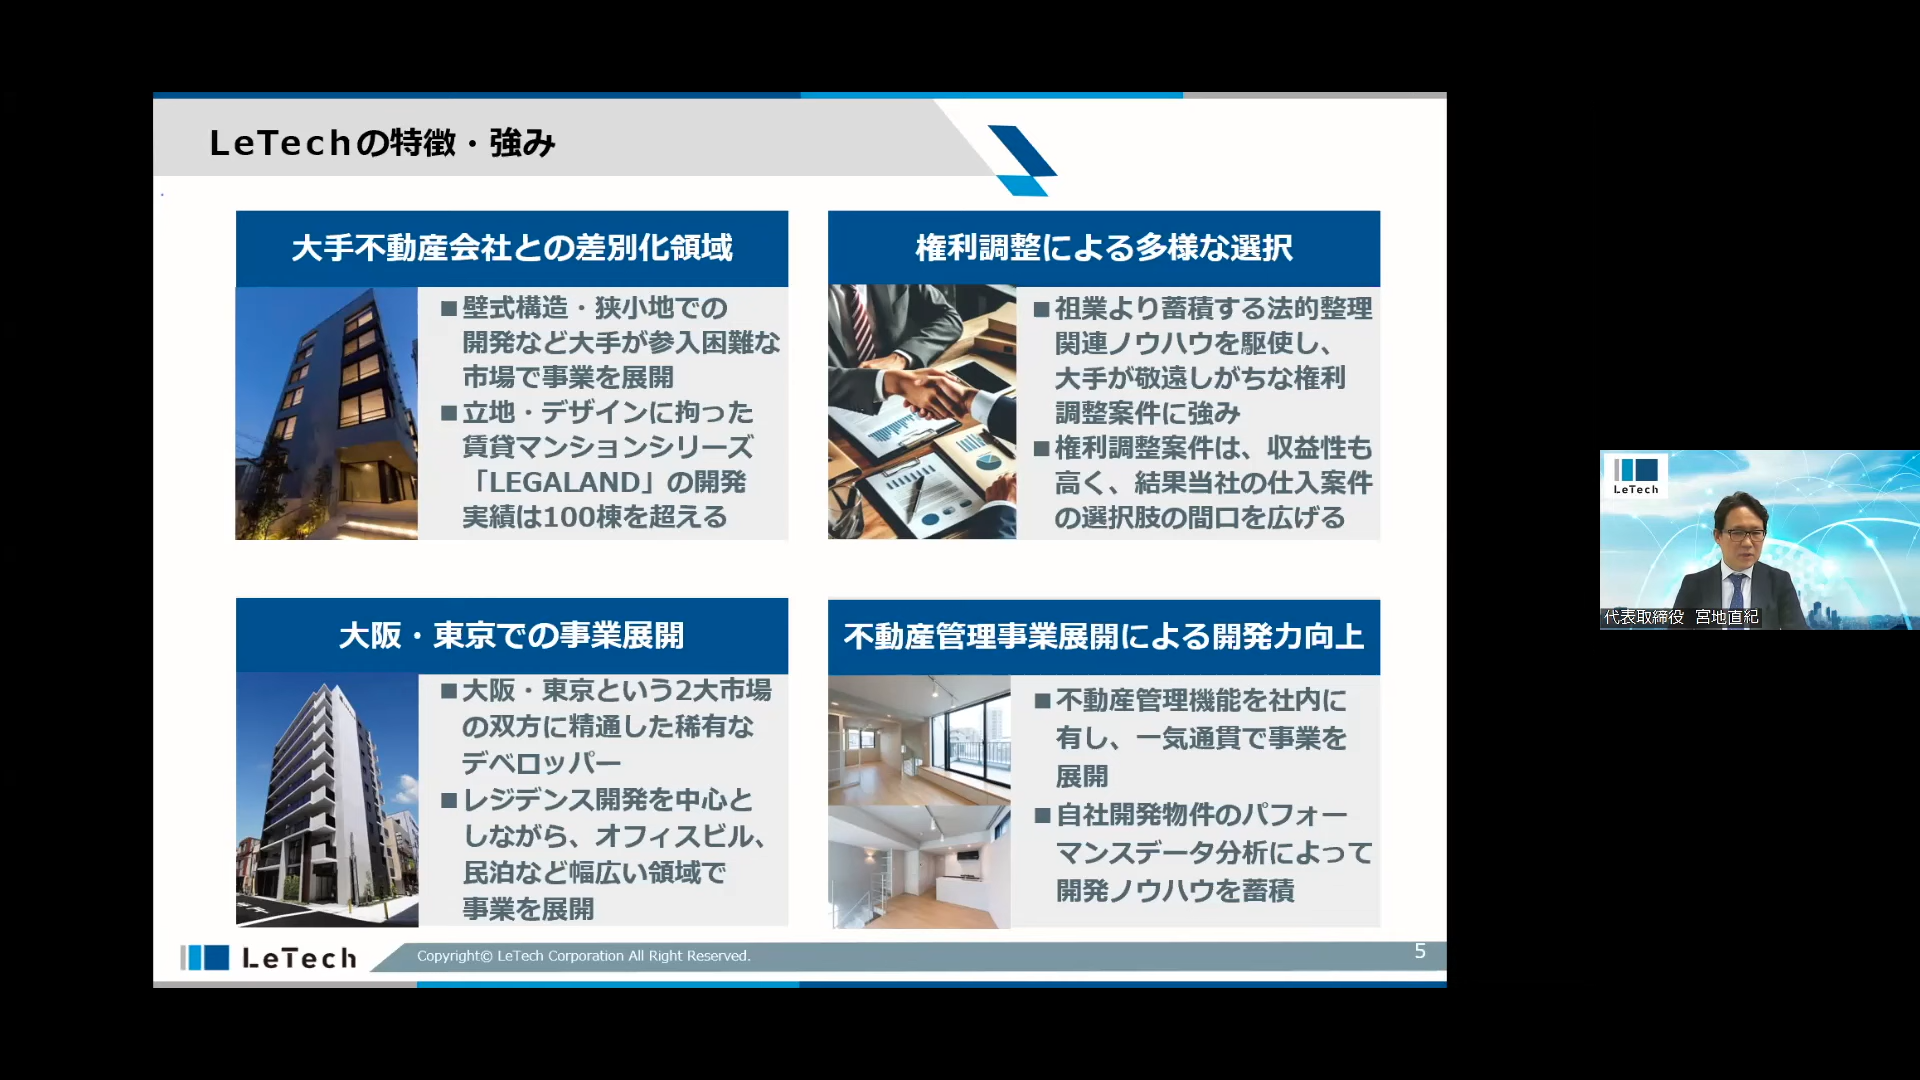 LeTechの特徴・強み
大手不動産会社との差別化領域
■壁式構造・狭小地での
開発など大手が参入困難な
市場で事業を展開
■立地・デザインに拘った
賃貸マンションシリーズ
「LEGALAND」の開発
実績は100棟を超える
権利調整による多様な選択
■祖業より蓄積する法的整理
関連ノウハウを駆使し、
大手が敬遠しがちな権利
調整案件に強み
■権利調整案件は、収益性も
高く、結果当社の仕入案件
の選択肢の間口を広げる
大阪・東京での事業展開
■大阪・東京という2大市場
の双方に精通した稀有な
デベロッパー
■レジデンス開発を中心と
しながら、オフィスビル、
民泊など幅広い領域で
事業を展開
不動産管理事業展開による開発力向上
■不動産管理機能を社内に
有し、一気通貫で事業を
展開
■自社開発物件のパフォー
マンスデータ分析によって
開発ノウハウを蓄積
LeTech
Copyright© LeTech Corporation All Right Reserved.
5
LeTech
代表取締役 宮地直紀